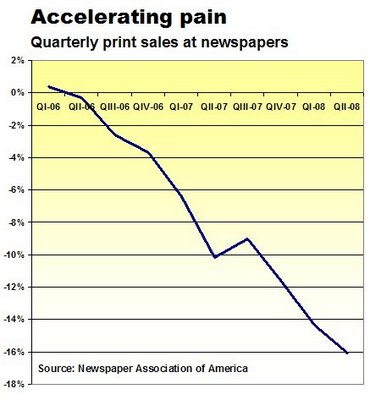 Accelerating pain
Quarterly print sales at newspapers
2%
0%
QI-06 QII-06 QIII-06 QIV-06 QI-07 QII-07 QIII-07 QIV-07 QI-08 QII-08
-2%
-4%
-6%
-8%
-10%
-12%
-14%
-16%
Source: Newspaper Association of America
-18%